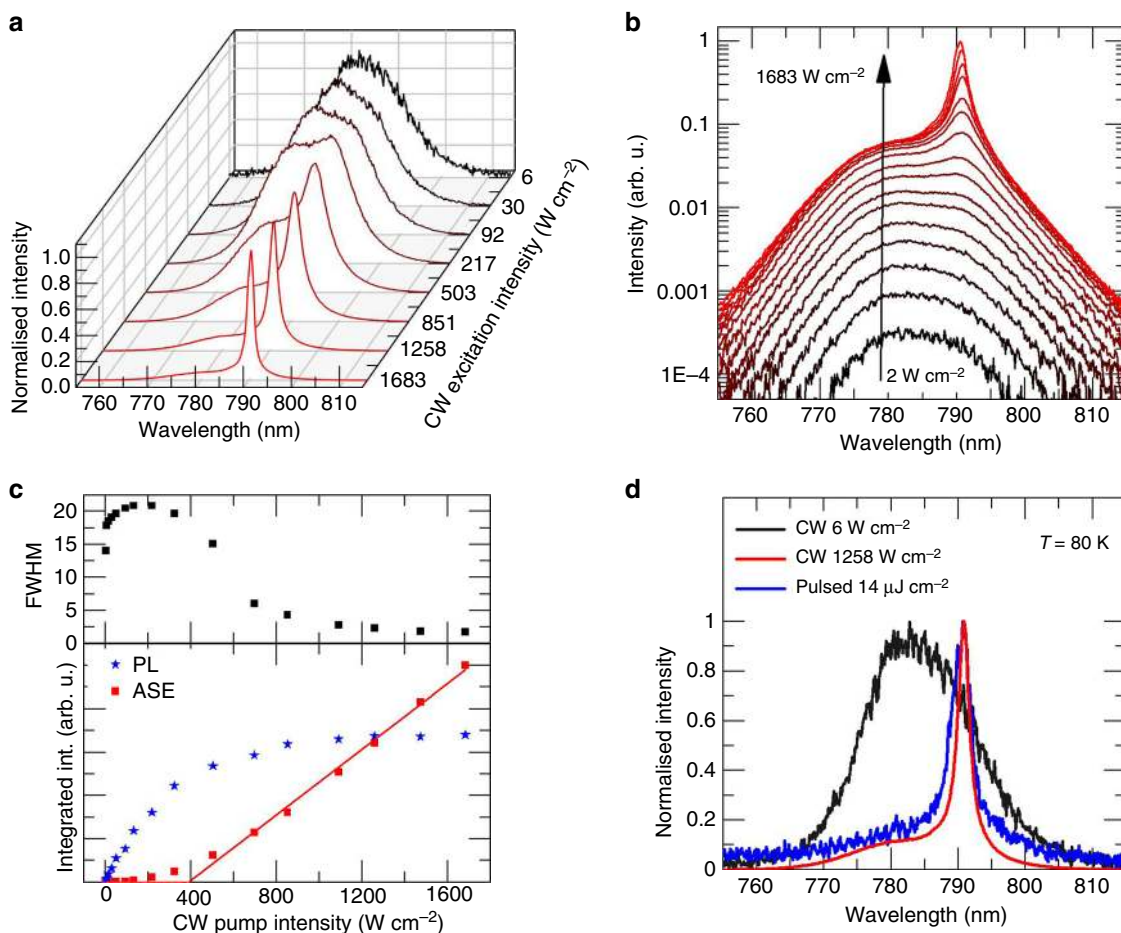 a
Normalised intensity
1.0
0.8
0.6
0.4
0.2
0.0
760 770 780 790 800 810
Wavelength (nm)
6
30
92
217
503
851
1258
1683
CW excitation intensity (W cm⁻²)
b
Intensity (arb. u.)
1
0.1
0.01
0.001
1E–4
1683 W cm⁻²
2 W cm⁻²
760 770 780 790 800 810
Wavelength (nm)
c
FWHM
20
15
10
5
0
PL
ASE
Integrated int. (arb. u.)
0 400 800 1200 1600
CW pump intensity (W cm⁻²)
d
CW 6 W cm⁻²
CW 1258 W cm⁻²
Pulsed 14 μJ cm⁻²
T = 80 K
Normalised intensity
1
0.8
0.6
0.4
0.2
0
760 770 780 790 800 810
Wavelength (nm)